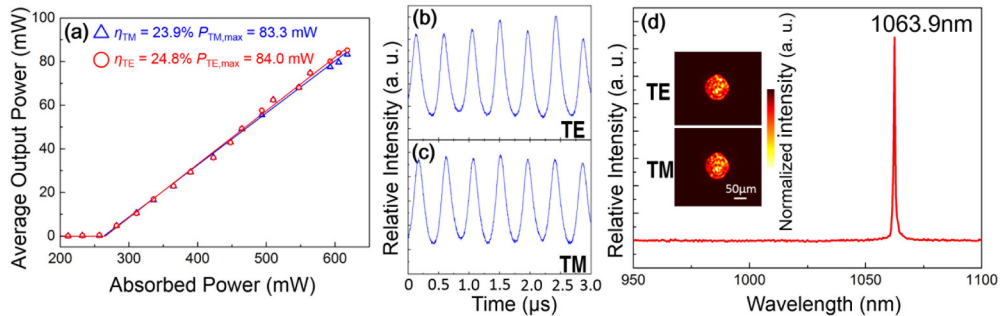 (a)
η_TM = 23.9% P_TM,max = 83.3 mW
η_TE = 24.8% P_TE,max = 84.0 mW
Average Output Power (mW)
100
80
60
40
20
0
200 300 400 500 600 700
Absorbed Power (mW)
(b)
TE
(c)
TM
Relative Intensity (a. u.)
0 0.5 1.0 1.5 2.0 2.5 3.0
Time (µs)
(d)
1063.9nm
TE
TM
50µm
Normalized intensity (a. u.)
Relative Intensity (a. u.)
950 1000 1050 1100
Wavelength (nm)